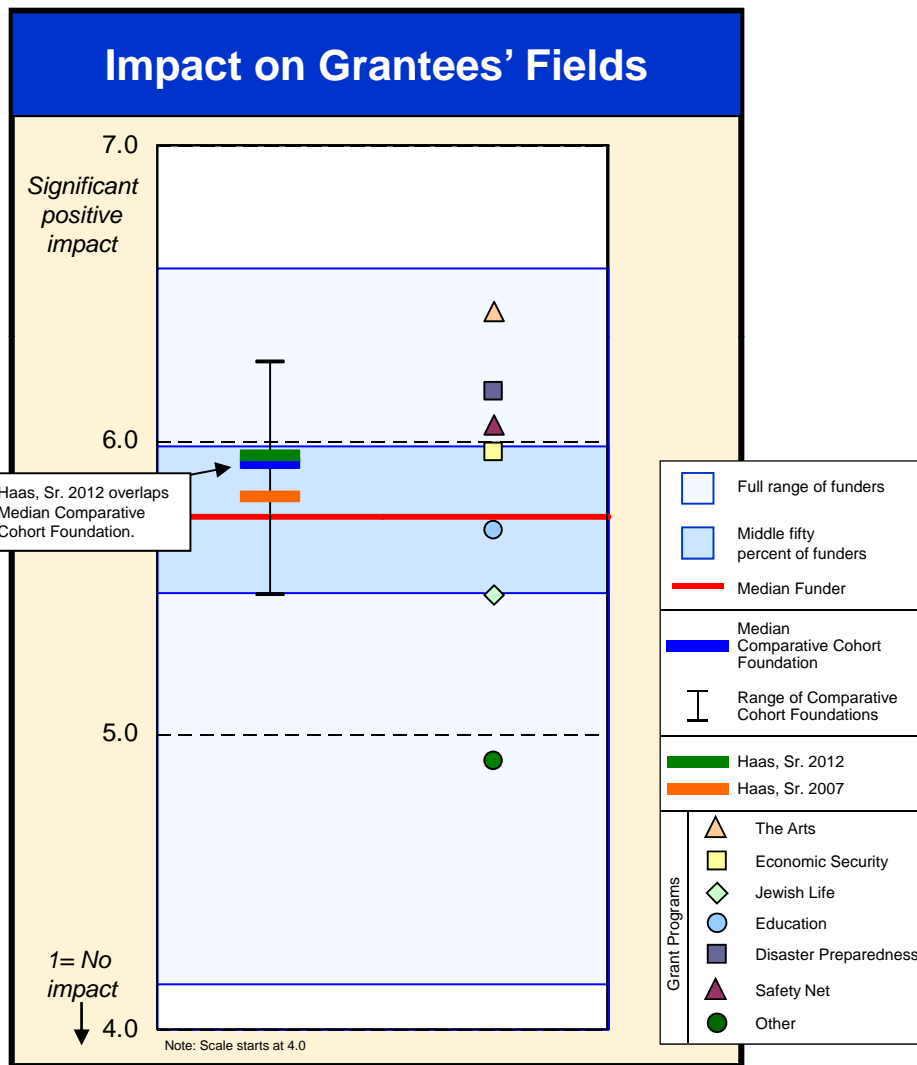 Impact on Grantees’ Fields
7.0
Significant
positive
impact
6.0
Haas, Sr. 2012 overlaps
Median Comparative
Cohort Foundation.
5.0
1= No
impact
4.0
Note: Scale starts at 4.0
Full range of funders
Middle fifty
percent of funders
Median Funder
Median
Comparative Cohort
Foundation
Range of Comparative
Cohort Foundations
Haas, Sr. 2012
Haas, Sr. 2007
Grant Programs
The Arts
Economic Security
Jewish Life
Education
Disaster Preparedness
Safety Net
Other